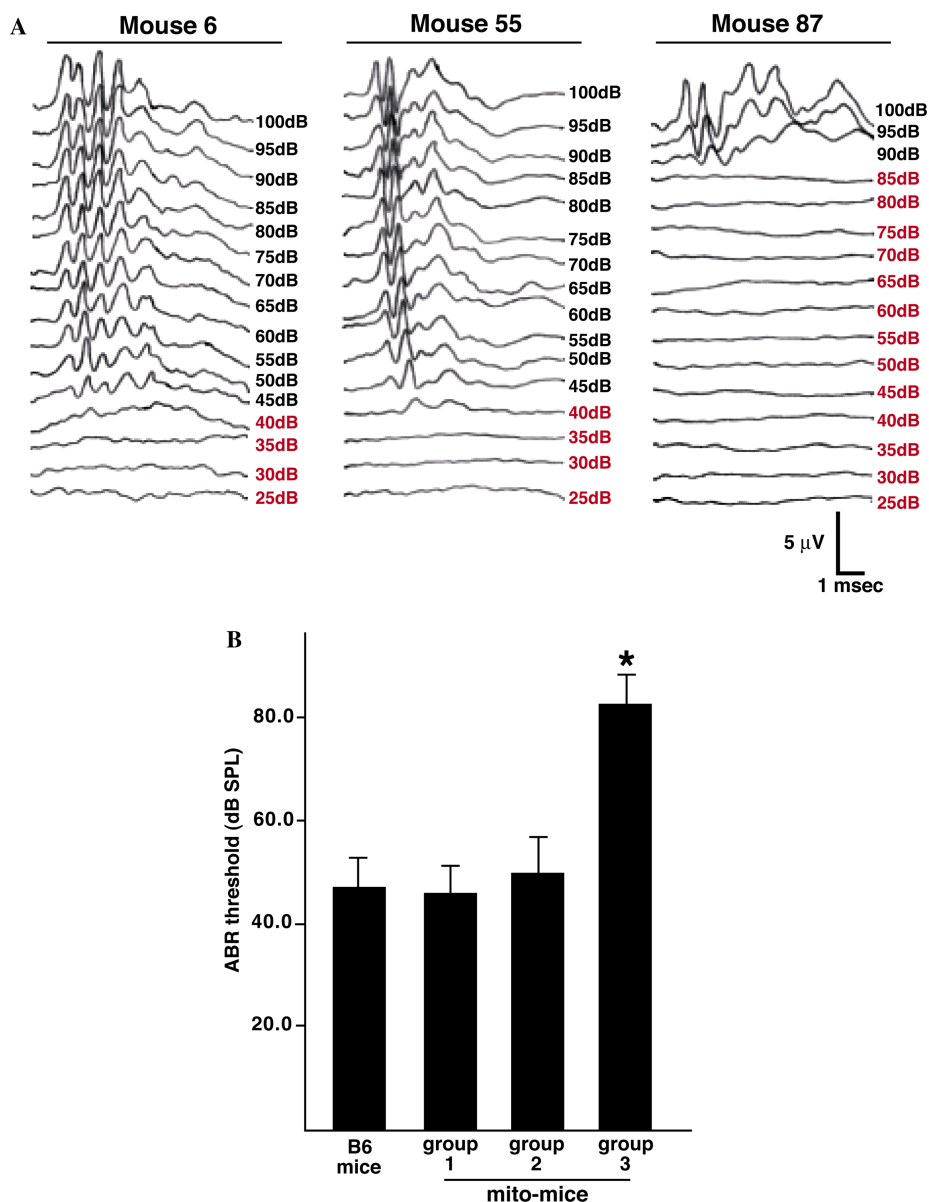 A
Mouse 6
Mouse 55
Mouse 87
100dB
95dB
90dB
85dB
80dB
75dB
70dB
65dB
60dB
55dB
50dB
45dB
40dB
35dB
30dB
25dB
100dB
95dB
90dB
85dB
80dB
75dB
70dB
65dB
60dB
55dB
50dB
45dB
40dB
35dB
30dB
25dB
100dB
95dB
90dB
85dB
80dB
75dB
70dB
65dB
60dB
55dB
50dB
45dB
40dB
35dB
30dB
25dB
5 μV
1 msec
B
ABR threshold (dB SPL)
80.0
60.0
40.0
20.0
*
B6
mice
group
1
group
2
group
3
mito-mice